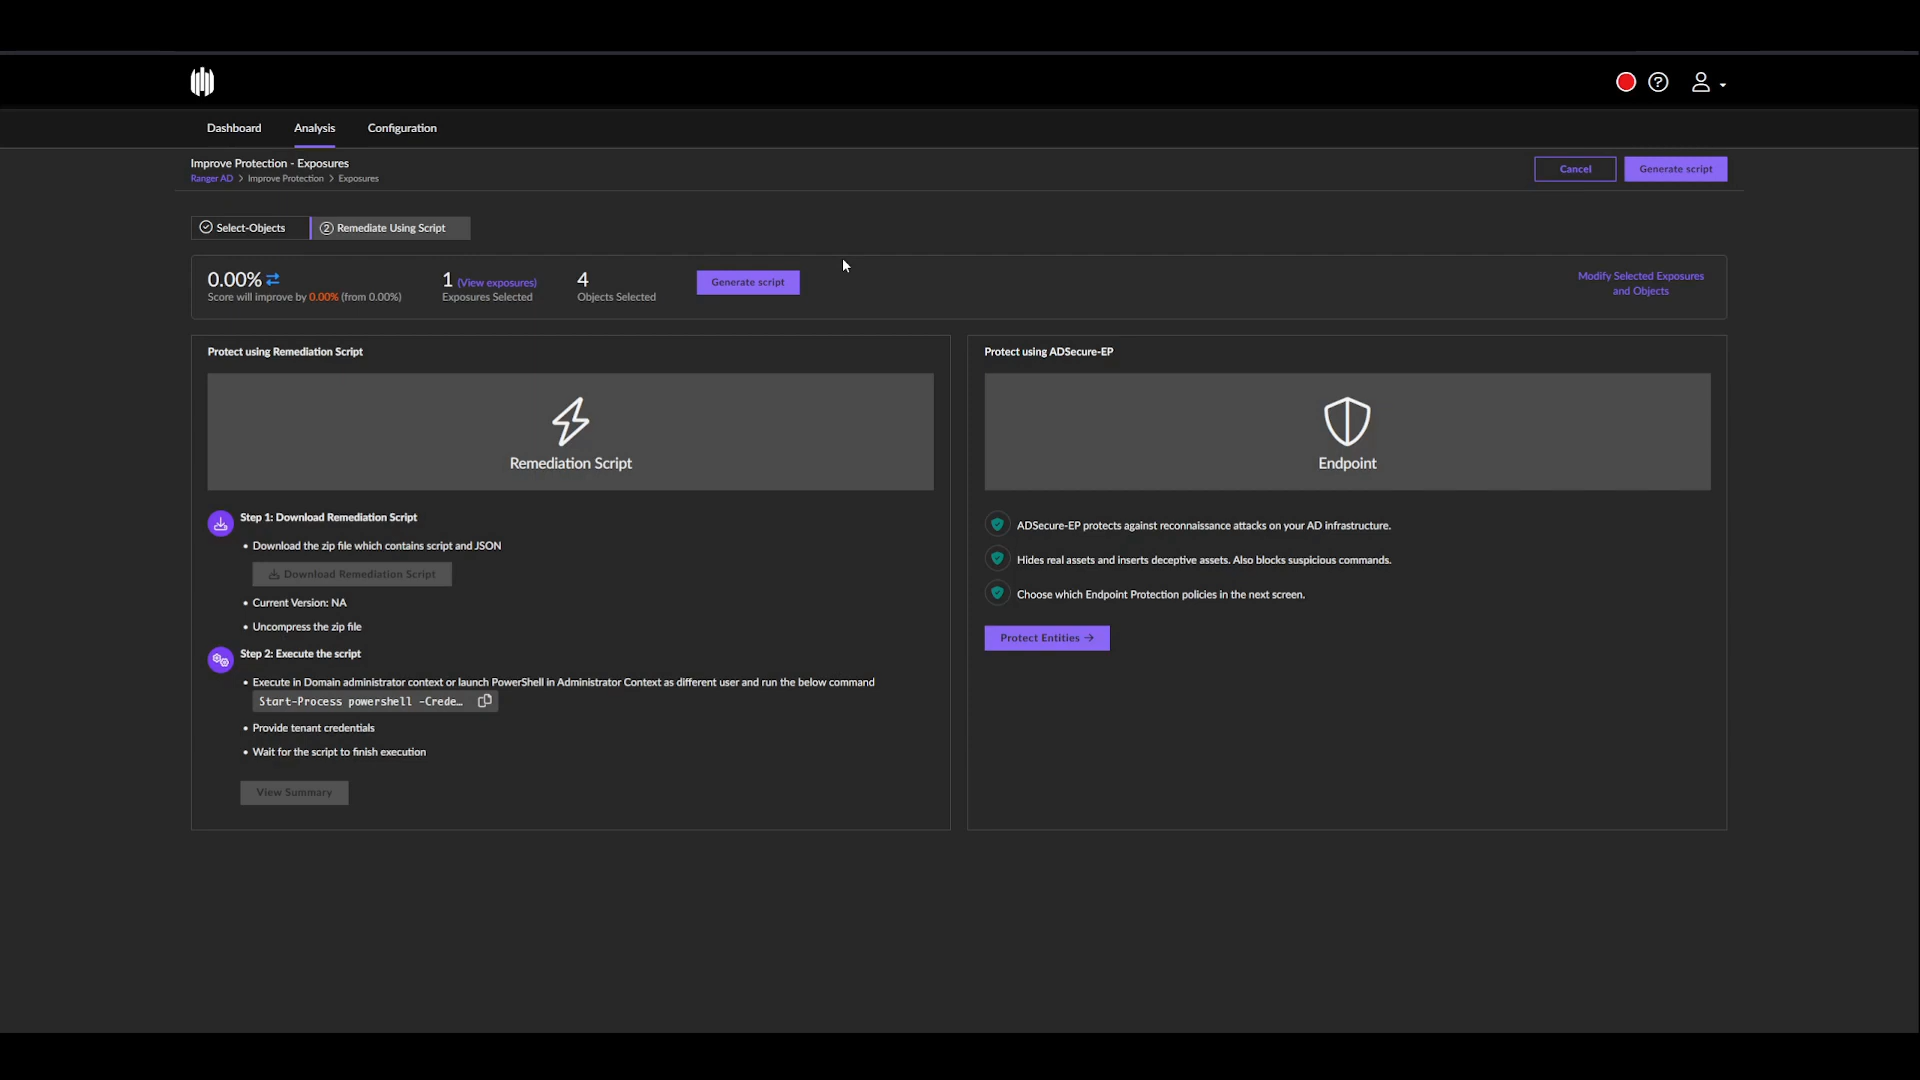 Dashboard Analysis Configuration
Improve Protection - Exposures
Ranger AD > Improve Protection > Exposures
Cancel
Generate script
Select-Objects
2 Remediate Using Script
0.00%
Score will improve by 0.00% (from 0.00%)
1 (View exposures)
Exposures Selected
4
Objects Selected
Generate script
Modify Selected Exposures
and Objects
Protect using Remediation Script
Remediation Script
Step 1: Download Remediation Script
• Download the zip file which contains script and JSON
Download Remediation Script
• Current Version: NA
• Uncompress the zip file
Step 2: Execute the script
• Execute in Domain administrator context or launch PowerShell in Administrator Context as different user and run the below command
Start-Process powershell -Crede…
• Provide tenant credentials
• Wait for the script to finish execution
View Summary
Protect using ADSecure-EP
Endpoint
ADSecure-EP protects against reconnaissance attacks on your AD infrastructure.
Hides real assets and inserts deceptive assets. Also blocks suspicious commands.
Choose which Endpoint Protection policies in the next screen.
Protect Entities →